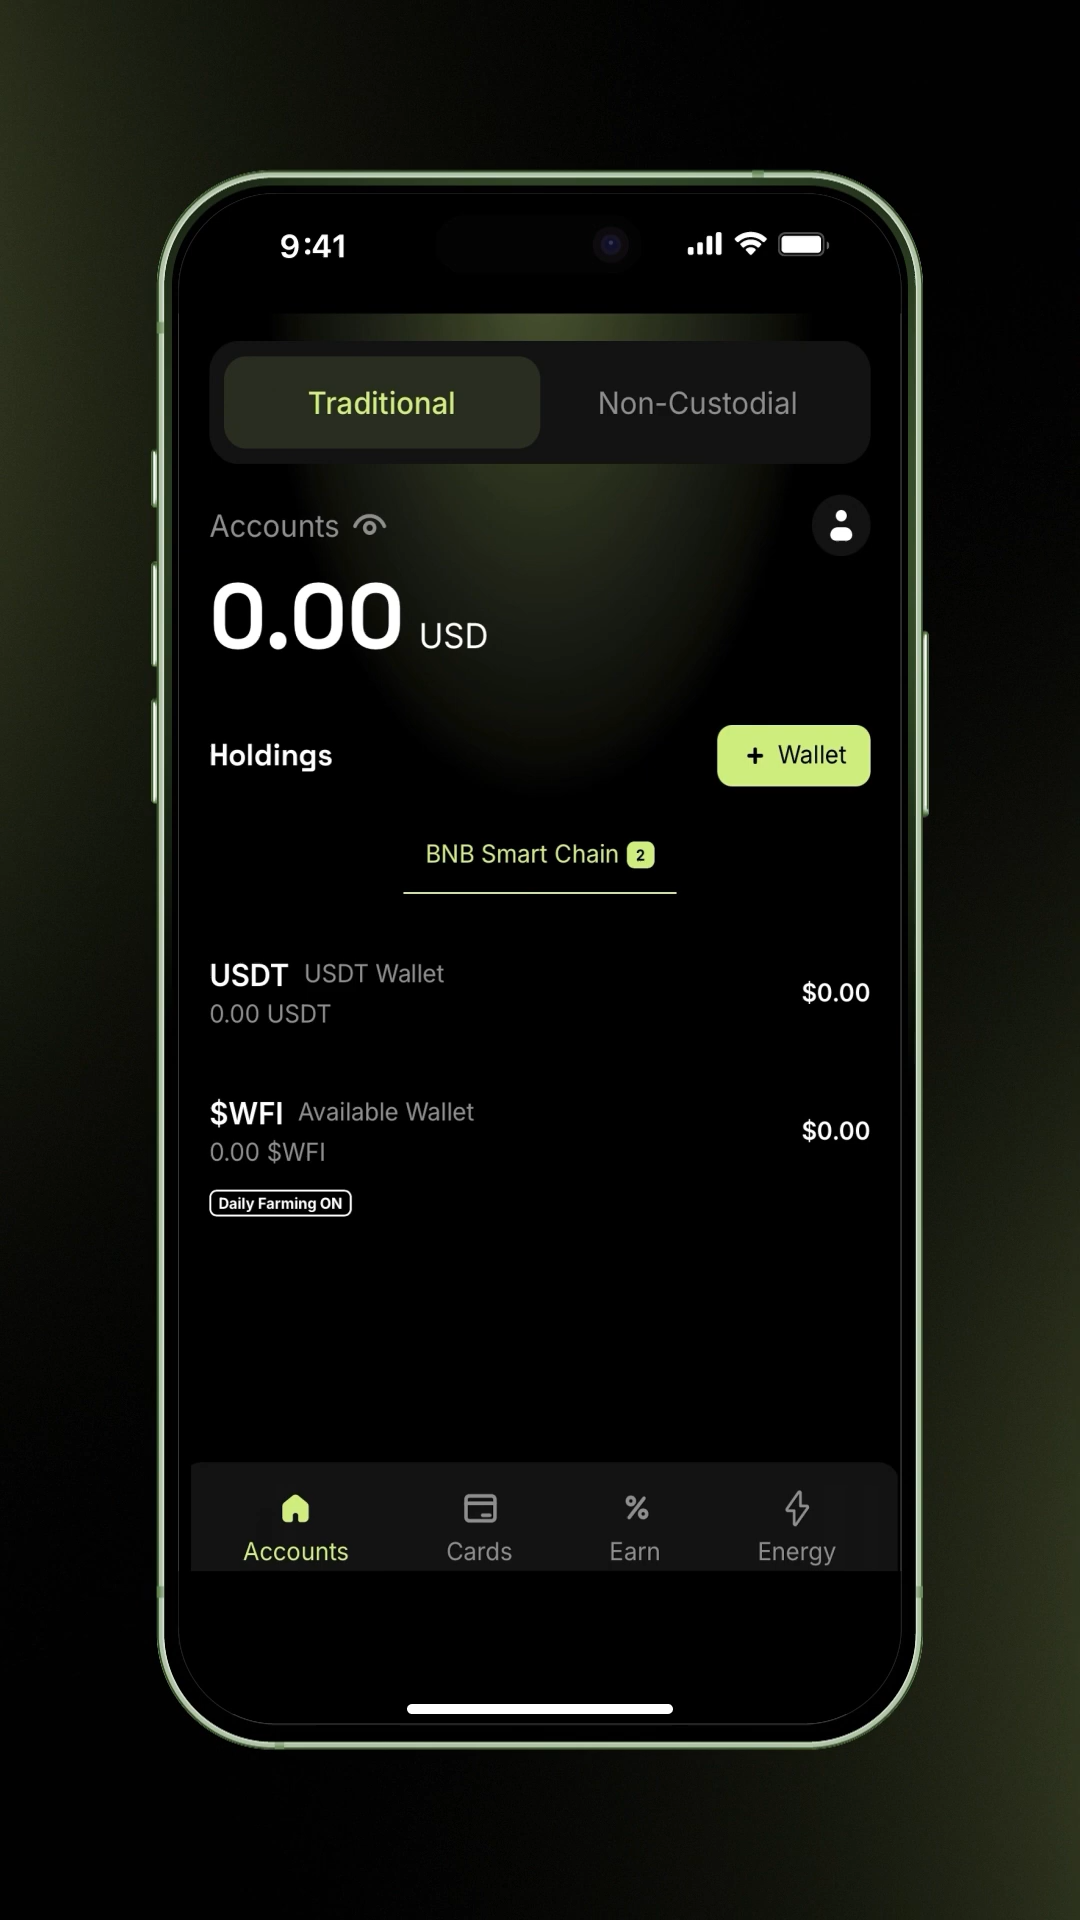 9:41
Traditional
Non-Custodial
Accounts
0.00 USD
Holdings
+ Wallet
BNB Smart Chain 2
USDT USDT Wallet
$0.00
0.00 USDT
$WFI Available Wallet
$0.00
0.00 $WFI
Daily Farming ON
Accounts
Cards
Earn
Energy